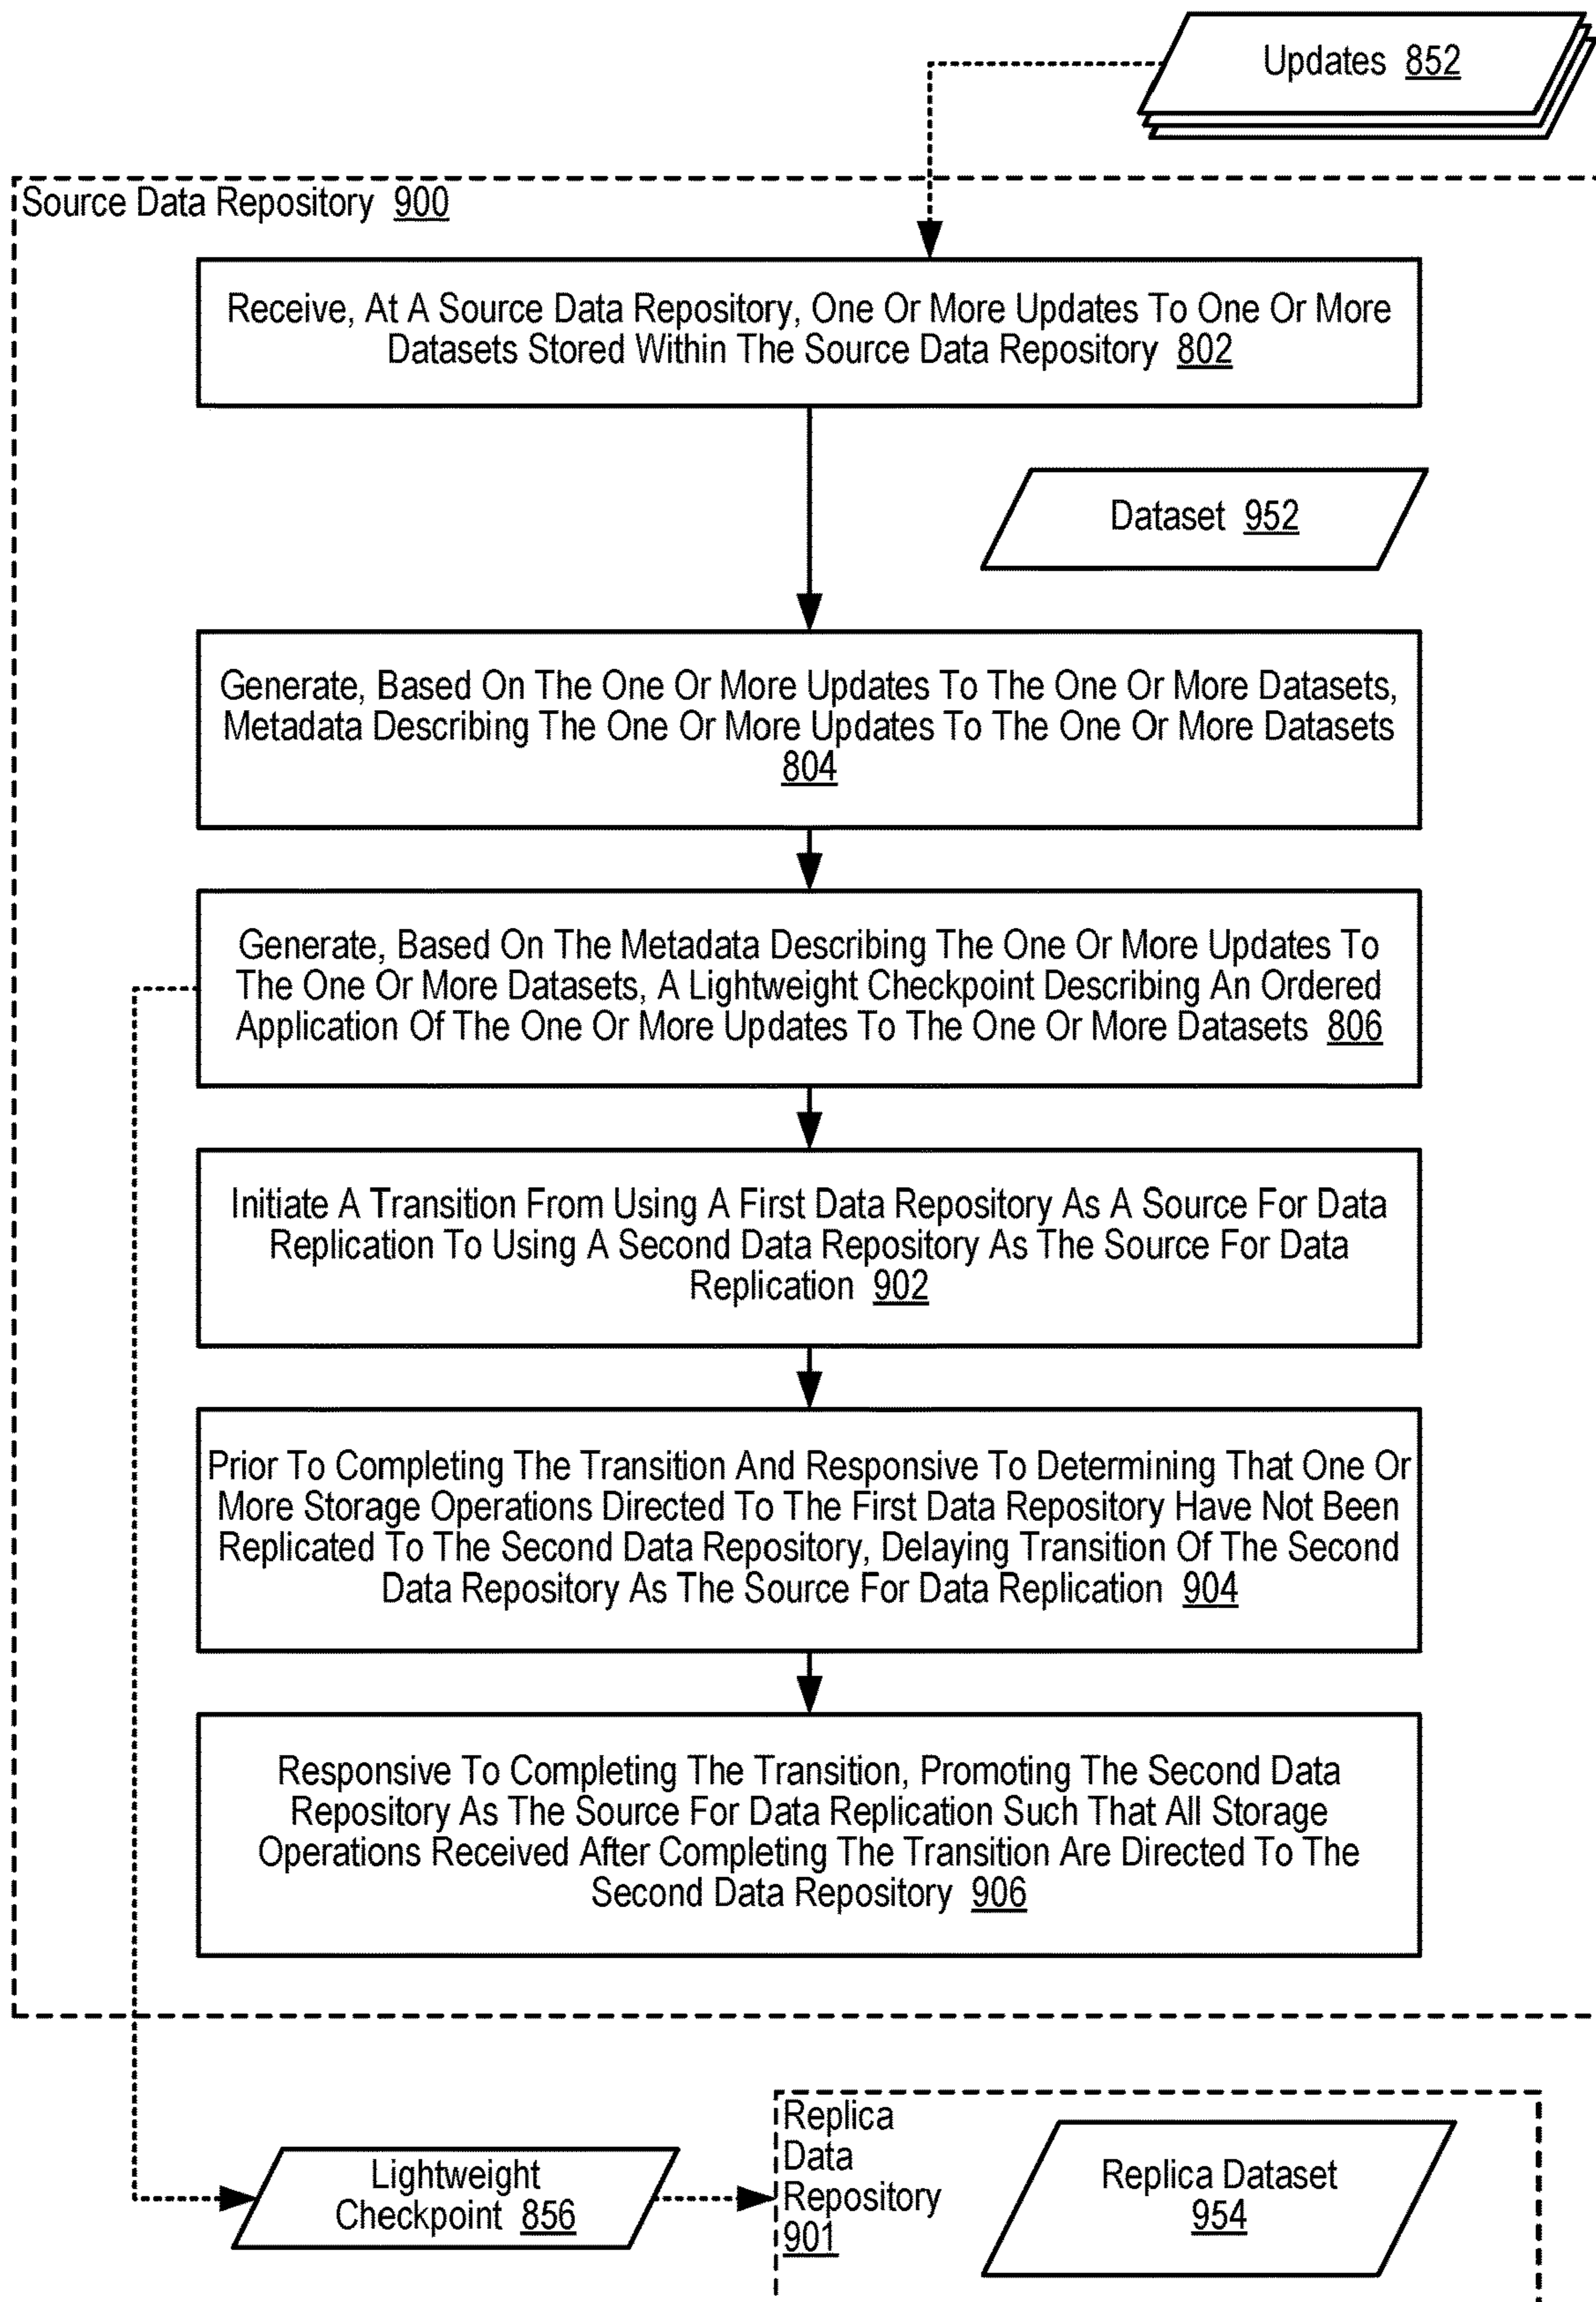 Updates 852
Source Data Repository 900
Receive, At A Source Data Repository, One Or More Updates To One Or More
Datasets Stored Within The Source Data Repository 802
Dataset 952
Generate, Based On The One Or More Updates To The One Or More Datasets,
Metadata Describing The One Or More Updates To The One Or More Datasets
804
Generate, Based On The Metadata Describing The One Or More Updates To
The One Or More Datasets, A Lightweight Checkpoint Describing An Ordered
Application Of The One Or More Updates To The One Or More Datasets 806
Initiate A Transition From Using A First Data Repository As A Source For Data
Replication To Using A Second Data Repository As The Source For Data
Replication 902
Prior To Completing The Transition And Responsive To Determining That One Or
More Storage Operations Directed To The First Data Repository Have Not Been
Replicated To The Second Data Repository, Delaying Transition Of The Second
Data Repository As The Source For Data Replication 904
Responsive To Completing The Transition, Promoting The Second Data
Repository As The Source For Data Replication Such That All Storage
Operations Received After Completing The Transition Are Directed To The
Second Data Repository 906
Lightweight
Checkpoint 856
Replica
Data
Repository
901
Replica Dataset
954